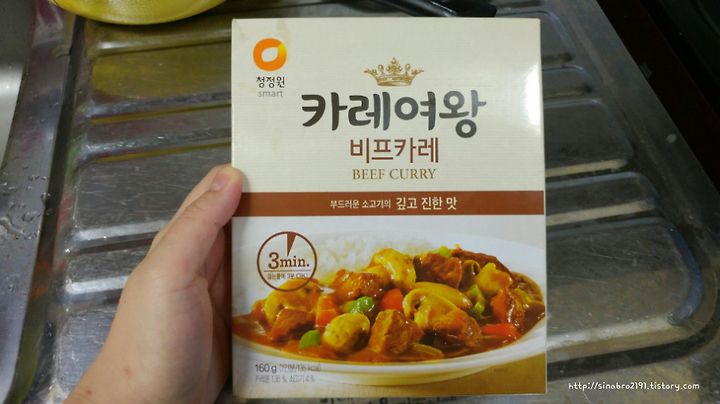 청정원
smart
카레여왕
비프카레
BEEF CURRY
부드러운 소고기의 깊고 진한 맛
3min.
160 g
http://sinabro2191.tistory.com